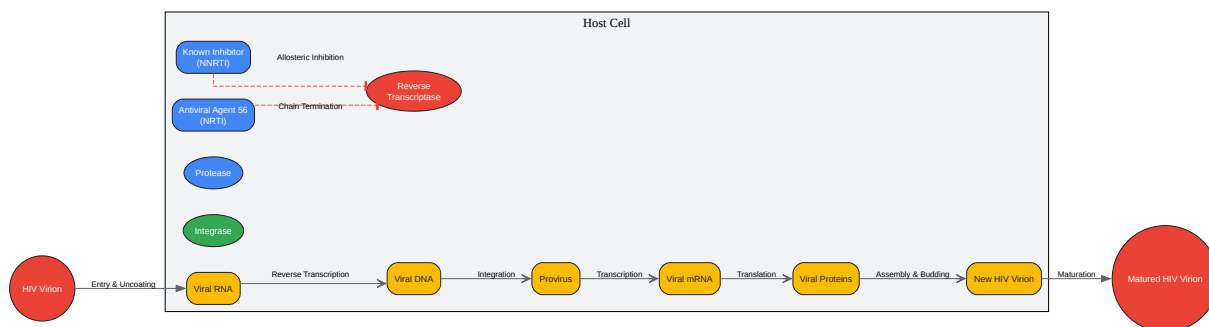 Host Cell
Known Inhibitor
(NNRTI)
Allosteric Inhibition
Reverse
Transcriptase
Antiviral Agent 56
(NRTI)
Chain Termination
Protease
Integrase
HIV Virion
Entry & Uncoating
Viral RNA
Reverse Transcription
Viral DNA
Integration
Provirus
Transcription
Viral mRNA
Translation
Viral Proteins
Assembly & Budding
New HIV Virion
Maturation
Matured HIV Virion